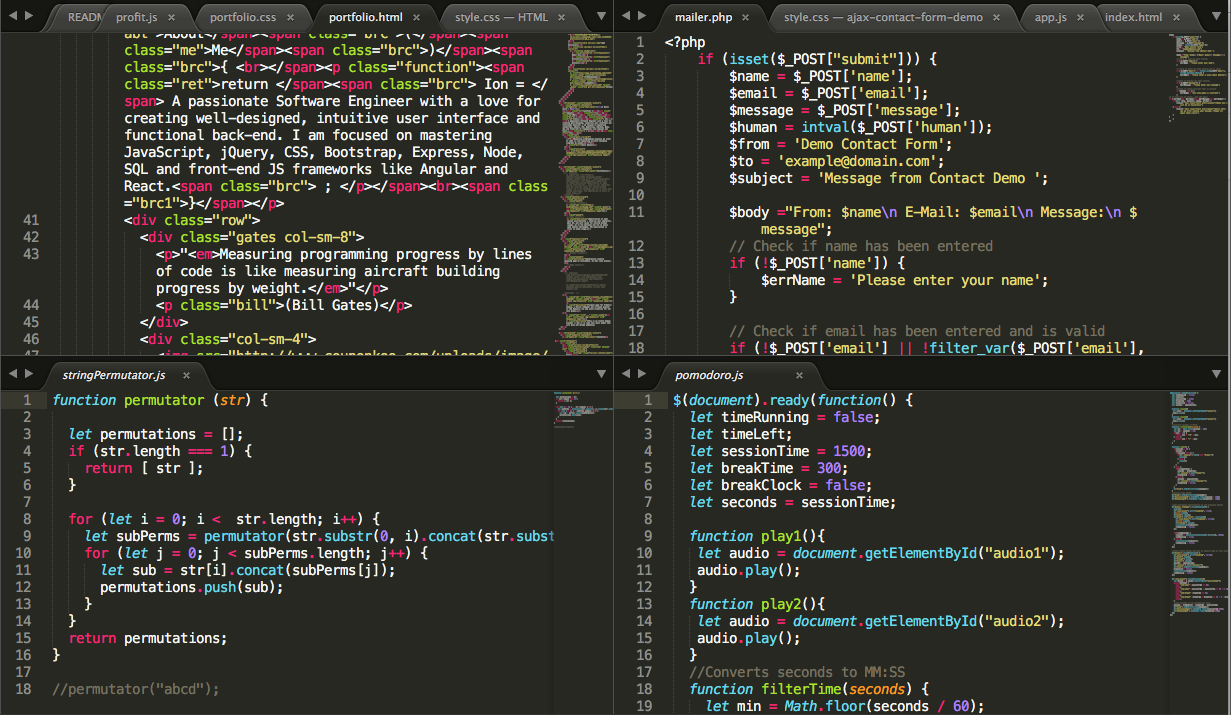 READM profit.js × portfolio.css × portfolio.html × style.css — HTML ×
class="me">Me</span><span class="brc">)</span><span
class="brc">{ <br></span><p class="function"><span
class="ret">return </span><span class="brc"> Ion = </
span> A passionate Software Engineer with a love for
creating well-designed, intuitive user interface and
functional back-end. I am focused on mastering
JavaScript, jQuery, CSS, Bootstrap, Express, Node,
SQL and front-end JS frameworks like Angular and
React.<span class="brc"> ; </p></span><br><span class
="brc1">}</span></p>
41 <div class="row">
42 <div class="gates col-sm-8">
43 <p>"<em>Measuring programming progress by lines
of code is like measuring aircraft building
progress by weight.</em>"</p>
44 <p class="bill">(Bill Gates)</p>
45 </div>
46 <div class="col-sm-4">
mailer.php × style.css — ajax-contact-form-demo × app.js × index.html ×
1 <?php
2 if (isset($_POST["submit"])) {
3 $name = $_POST['name'];
4 $email = $_POST['email'];
5 $message = $_POST['message'];
6 $human = intval($_POST['human']);
7 $from = 'Demo Contact Form';
8 $to = 'example@domain.com';
9 $subject = 'Message from Contact Demo ';
10
11 $body ="From: $name\n E-Mail: $email\n Message:\n $
message";
12 // Check if name has been entered
13 if (!$_POST['name']) {
14 $errName = 'Please enter your name';
15 }
16
17 // Check if email has been entered and is valid
18 if (!$_POST['email'] || !filter_var($_POST['email'],
stringPermutator.js ×
1 function permutator (str) {
2
3 let permutations = [];
4 if (str.length === 1) {
5 return [ str ];
6 }
7
8 for (let i = 0; i <  str.length; i++) {
9 let subPerms = permutator(str.substr(0, i).concat(str.subst
10 for (let j = 0; j < subPerms.length; j++) {
11 let sub = str[i].concat(subPerms[j]);
12 permutations.push(sub);
13 }
14 }
15 return permutations;
16 }
17
18 //permutator("abcd");
pomodoro.js ×
1 $(document).ready(function() {
2 let timeRunning = false;
3 let timeLeft;
4 let sessionTime = 1500;
5 let breakTime = 300;
6 let breakClock = false;
7 let seconds = sessionTime;
8
9 function play1(){
10 let audio = document.getElementById("audio1");
11 audio.play();
12 }
13 function play2(){
14 let audio = document.getElementById("audio2");
15 audio.play();
16 }
17 //Converts seconds to MM:SS
18 function filterTime(seconds) {
19 let min = Math.floor(seconds / 60);